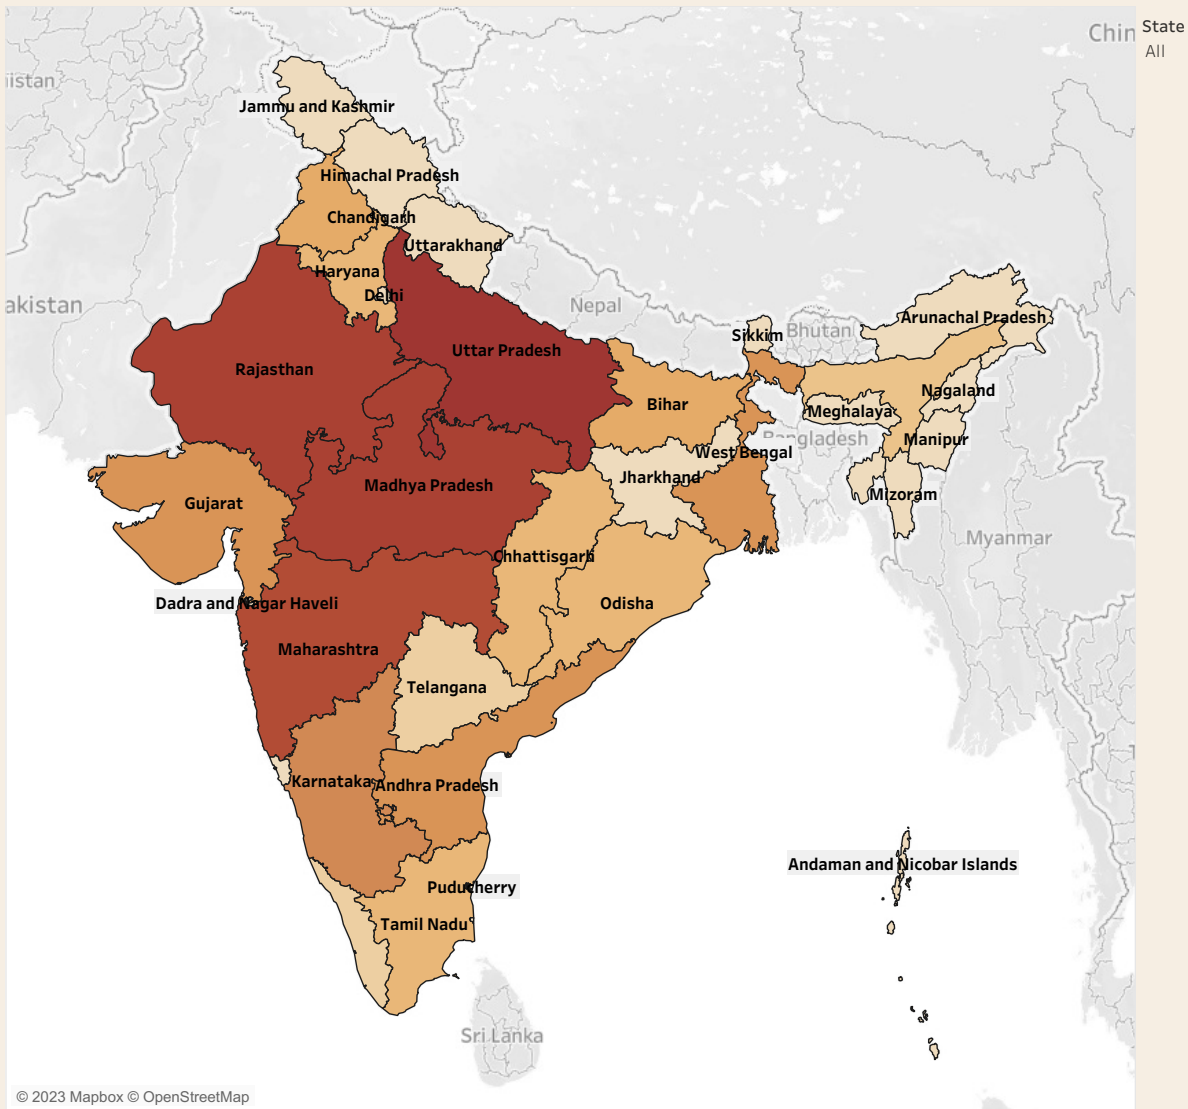 Chin
State
All
istan
Jammu and Kashmir
Himachal Pradesh
Chandigarh
Uttarakhand
Haryana
Delhi
akistan
Nepal
Arunachal Pradesh
Sikkim
Bhutan
Uttar Pradesh
Rajasthan
Nagaland
Bihar
Meghalaya
Bangladesh
Manipur
West Bengal
Jharkhand
Madhya Pradesh
Mizoram
Gujarat
Myanmar
Chhattisgarh
Dadra and Nagar Haveli
Odisha
Maharashtra
Telangana
Karnataka
Andhra Pradesh
Andaman and Nicobar Islands
Puducherry
Tamil Nadu
Sri Lanka
© 2023 Mapbox © OpenStreetMap